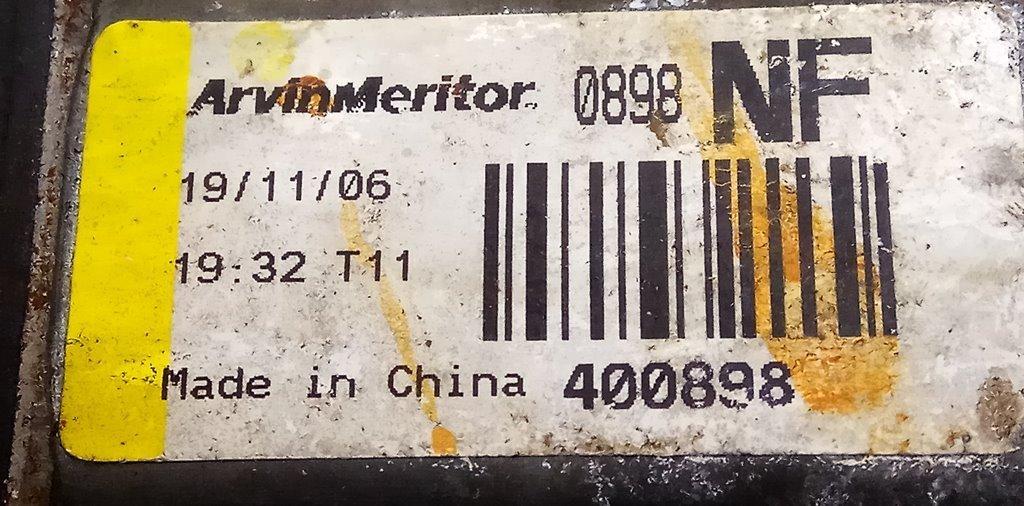 ArvinMeritor 0898 NF
19/11/06
19:32 T11
Made in China 400898